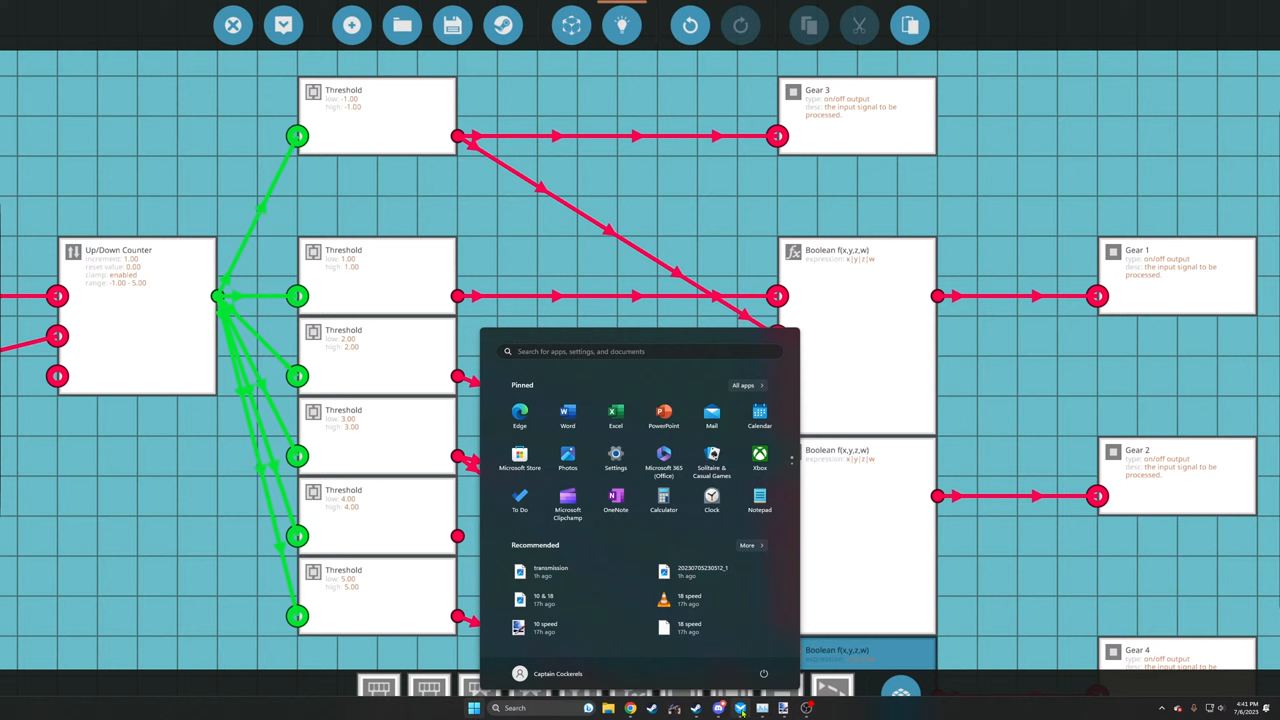 Threshold
low: -1.00
high: -1.00
Gear 3
type: on/off output
desc: the input signal to be
processed.
Up/Down Counter
increment: 1.00
reset value: 0.00
clamp: enabled
range: -1.00 - 5.00
Threshold
low: 1.00
high: 1.00
Boolean f(x,y,z,w)
expression: x|y|z|w
Gear 1
type: on/off output
desc: the input signal to be
processed.
Threshold
low: 2.00
high: 2.00
Threshold
low: 3.00
high: 3.00
Threshold
low: 4.00
high: 4.00
Threshold
low: 5.00
high: 5.00
Boolean f(x,y,z,w)
expression: x|y|z|w
Gear 2
type: on/off output
desc: the input signal to be
processed.
Boolean f(x,y,z,w)
Gear 4
type: on/off output
desc: the input signal to be
Search for apps, settings, and documents
Pinned
All apps
Edge
Word
Excel
PowerPoint
Mail
Calendar
Microsoft Store
Photos
Settings
Microsoft 365
(Office)
Solitaire &
Casual Games
Xbox
To Do
Microsoft
Clipchamp
OneNote
Calculator
Clock
Notepad
Recommended
More
transmission
1h ago
20230705230512_1
1h ago
10 & 18
17h ago
18 speed
17h ago
10 speed
17h ago
18 speed
17h ago
Captain Cockerels
Search
4:41 PM
7/6/2023